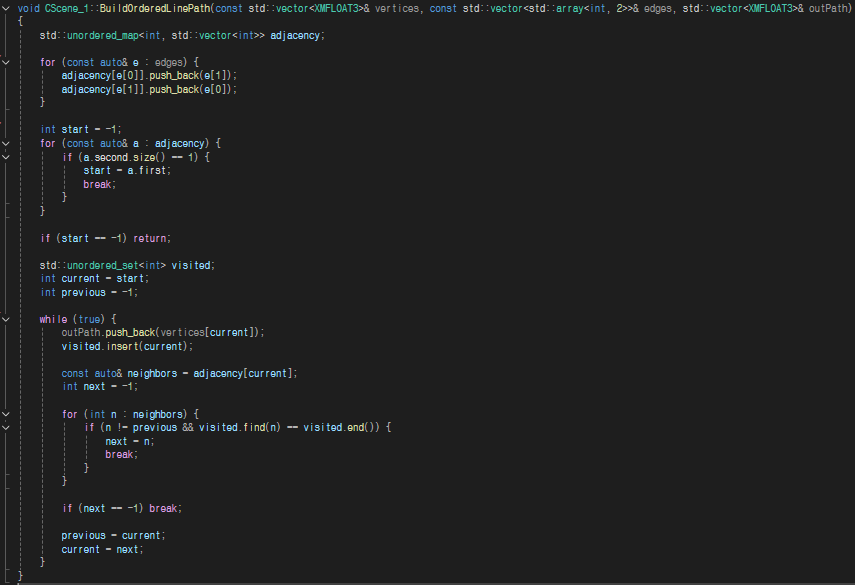 void CScene_1::BuildOrderedLinePath(const std::vector<XMFLOAT3>& vertices, const std::vector<std::array<int, 2>>& edges, std::vector<XMFLOAT3>& outPath)
{
    std::unordered_map<int, std::vector<int>> adjacency;
    for (const auto& e : edges) {
        adjacency[e[0]].push_back(e[1]);
        adjacency[e[1]].push_back(e[0]);
    }
    int start = -1;
    for (const auto& a : adjacency) {
        if (a.second.size() == 1) {
            start = a.first;
            break;
        }
    }
    if (start == -1) return;
    std::unordered_set<int> visited;
    int current = start;
    int previous = -1;
    while (true) {
        outPath.push_back(vertices[current]);
        visited.insert(current);
        const auto& neighbors = adjacency[current];
        int next = -1;
        for (int n : neighbors) {
            if (n != previous && visited.find(n) == visited.end()) {
                next = n;
                break;
            }
        }
        if (next == -1) break;
        previous = current;
        current = next;
    }
}